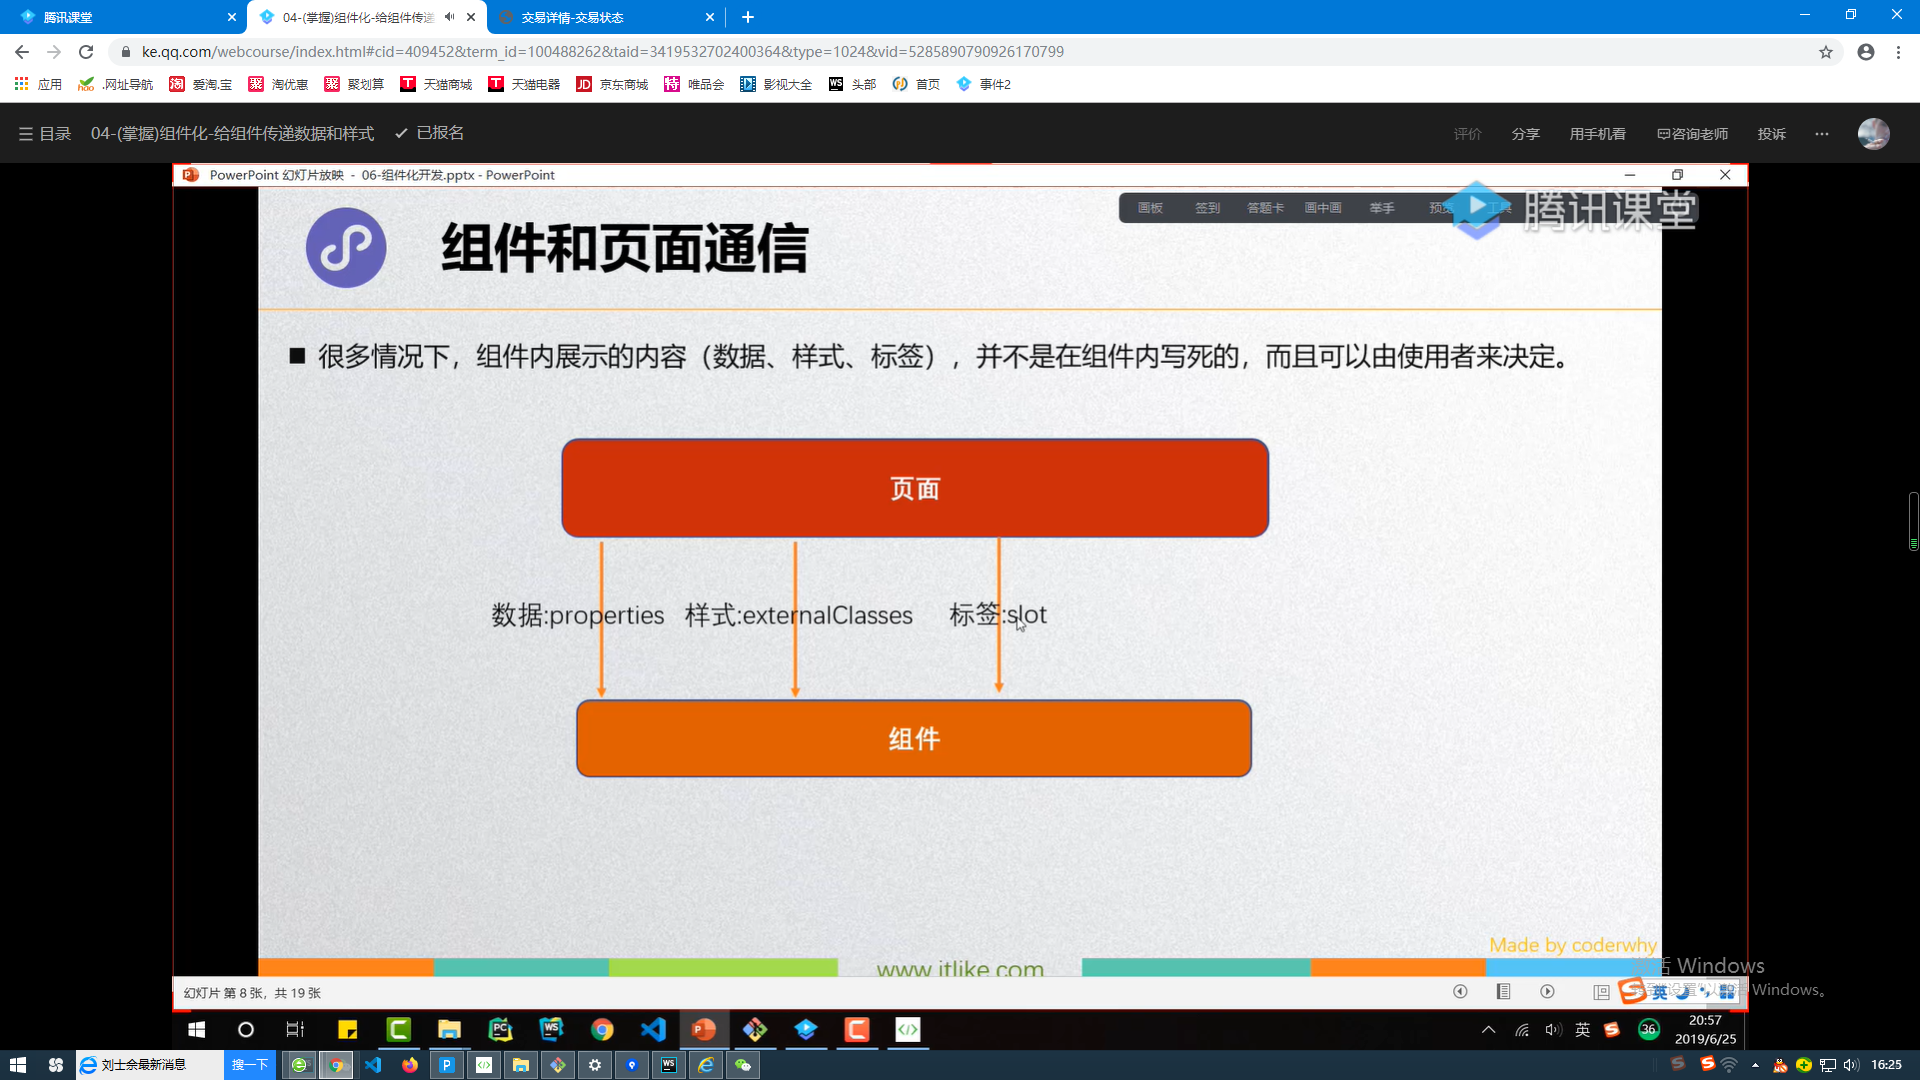 腾讯课堂
04-(掌握)组件化-给组件传递
交易详情-交易状态
ke.qq.com/webcourse/index.html#cid=409452&term_id=100488262&taid=3419532702400364&type=1024&vid=5285890790926170799
应用 .网址导航 爱淘.宝 淘优惠 聚划算 天猫商城 天猫电器 京东商城 唯品会 影视大全 头部 首页 事件2
目录 04-(掌握)组件化-给组件传递数据和样式 已报名
评价 分享 用手机看 咨询老师 投诉
PowerPoint 幻灯片放映 - 06-组件化开发.pptx - PowerPoint
画板 签到 答题卡 画中画 举手 预览 工具
腾讯课堂
组件和页面通信
很多情况下，组件内展示的内容（数据、样式、标签），并不是在组件内写死的，而且可以由使用者来决定。
页面
数据:properties 样式:externalClasses 标签:slot
组件
Made by coderwhy
www.itlike.com
Windows
幻灯片 第 8 张，共 19 张
英
Windows。
英 36 20:57
2019/6/25
刘士余最新消息 搜一下
16:25